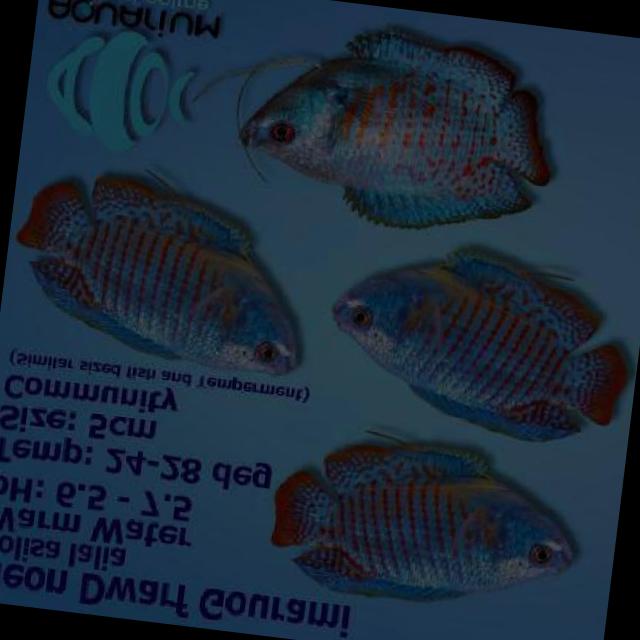 eon Dwarf Gourami
olisa lalia
Warm Water
pH: 6.5 - 7.5
Temp: 24-28 deg
Size: 5cm
Community
(Similar sized fish and Temperment)
aquarium